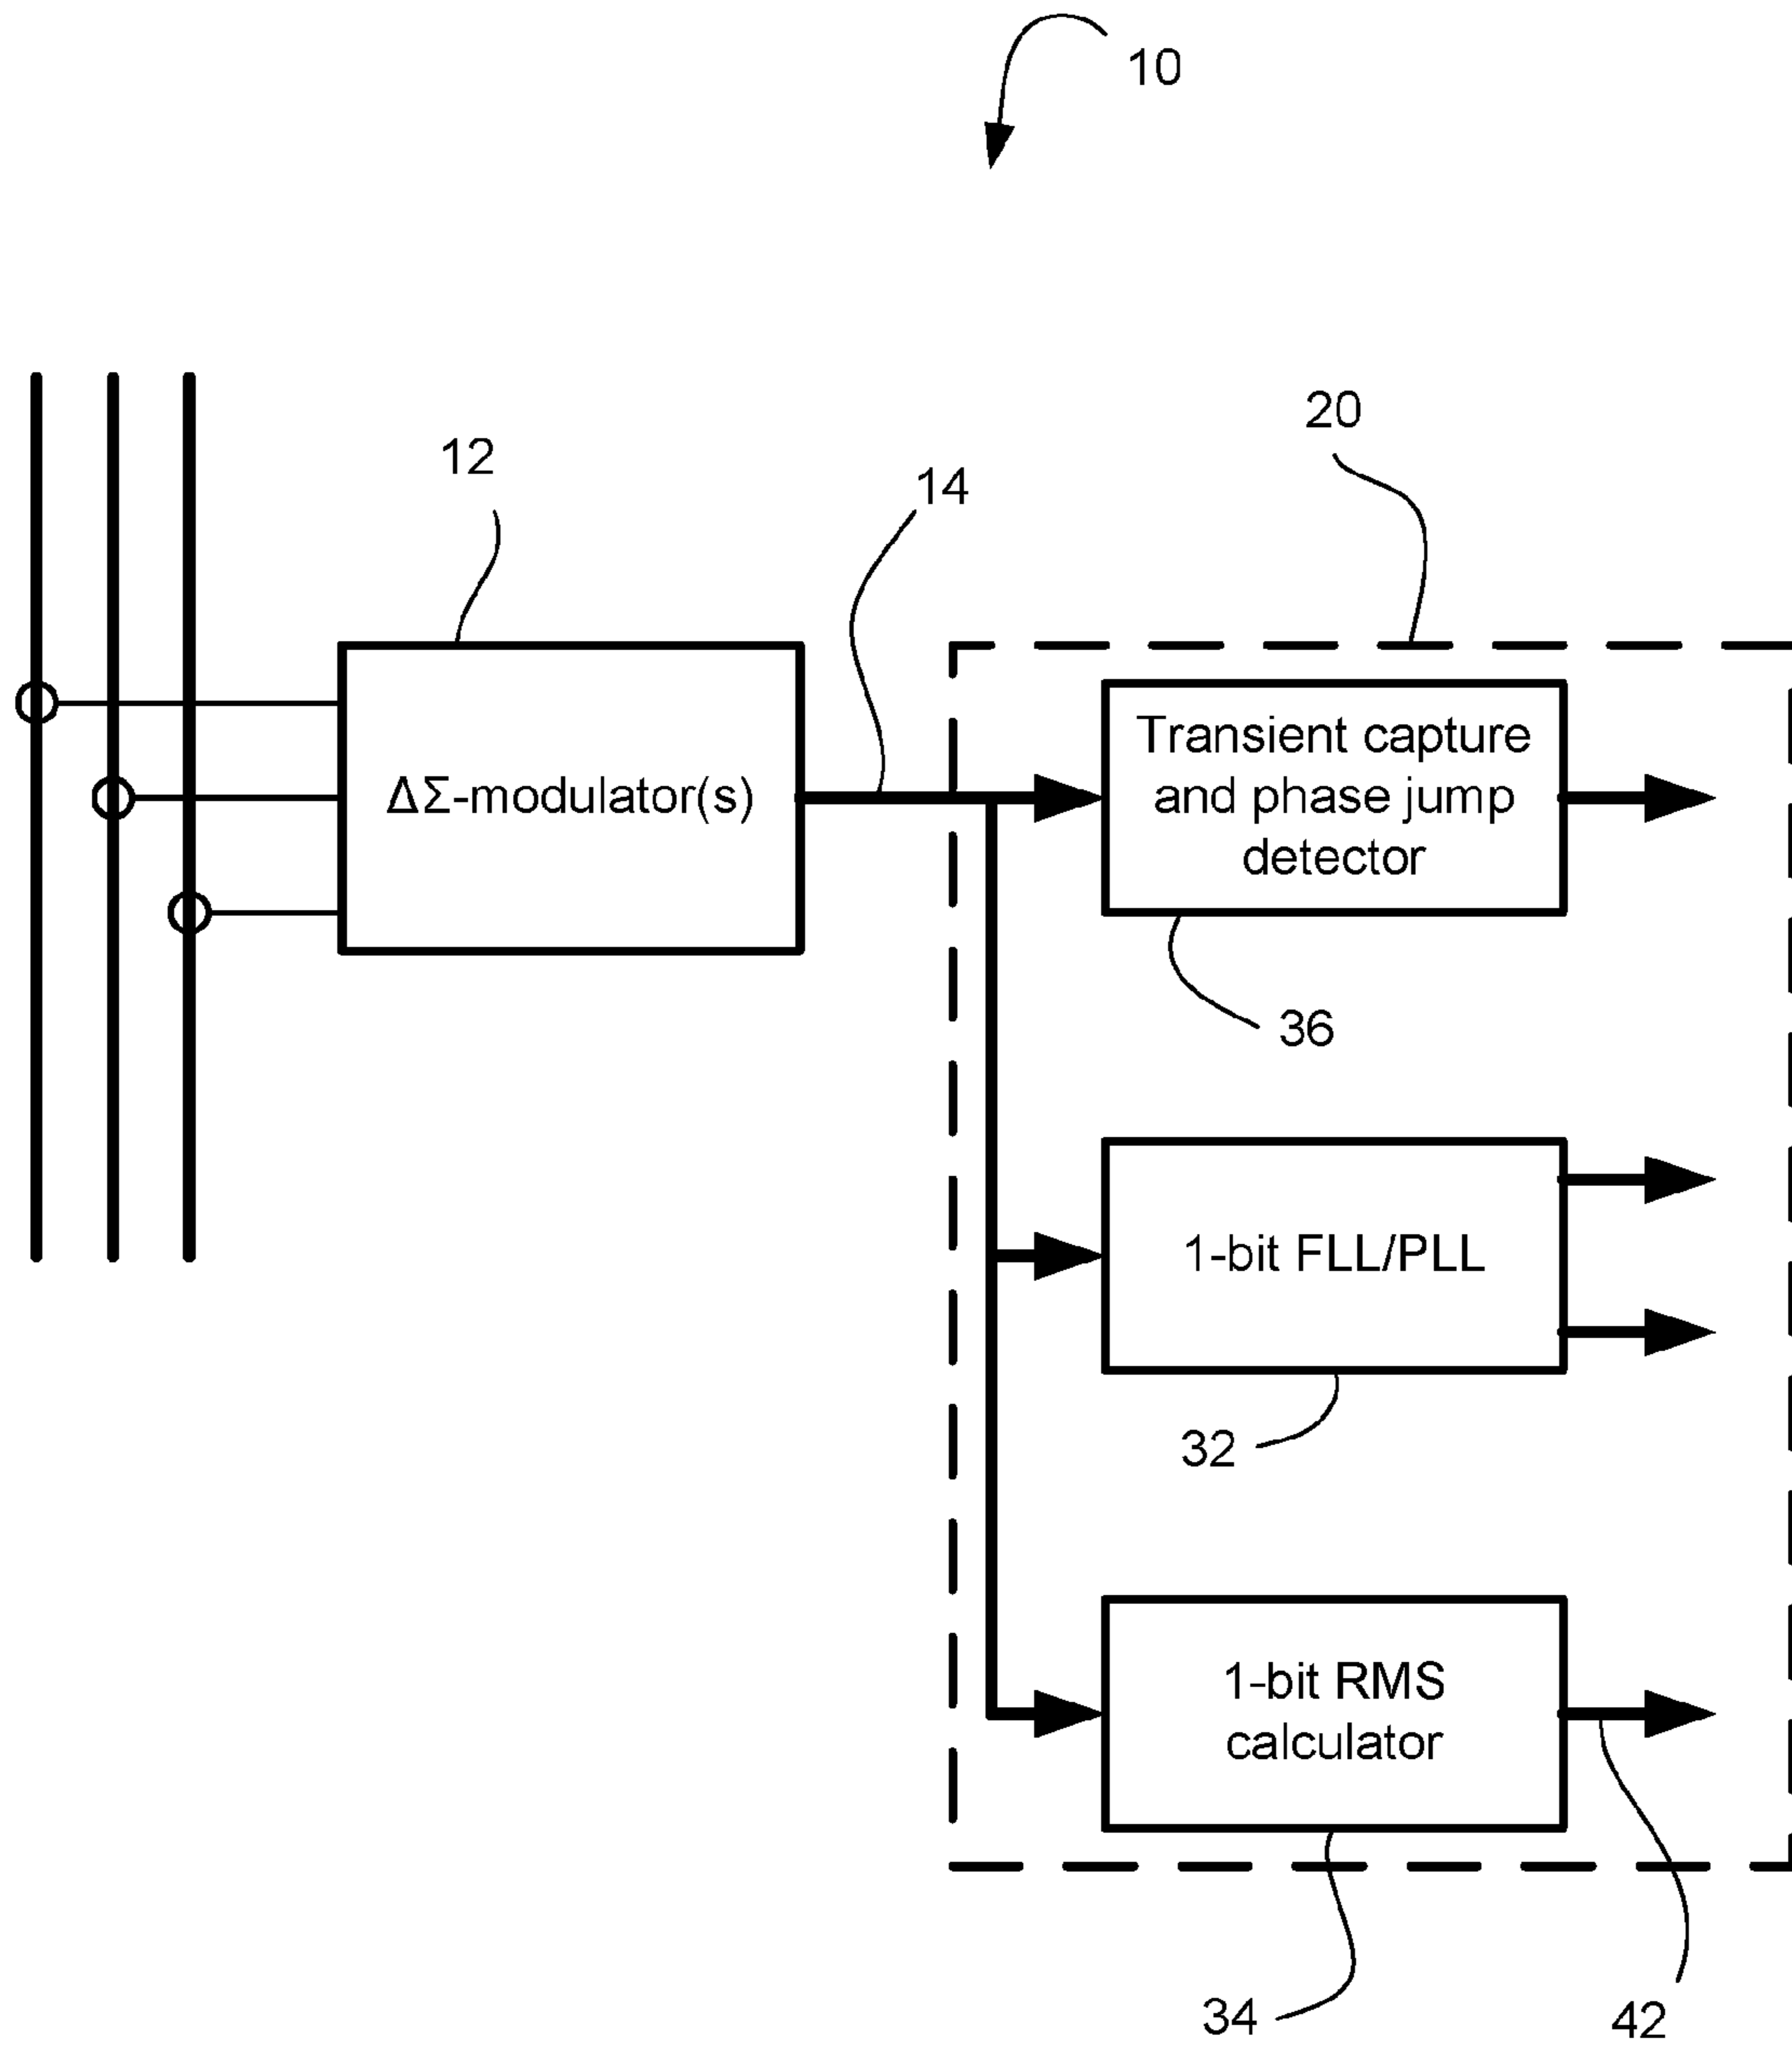 10
20
12
14
ΔΣ-modulator(s)
Transient capture
and phase jump
detector
36
1-bit FLL/PLL
32
1-bit RMS
calculator
34
42